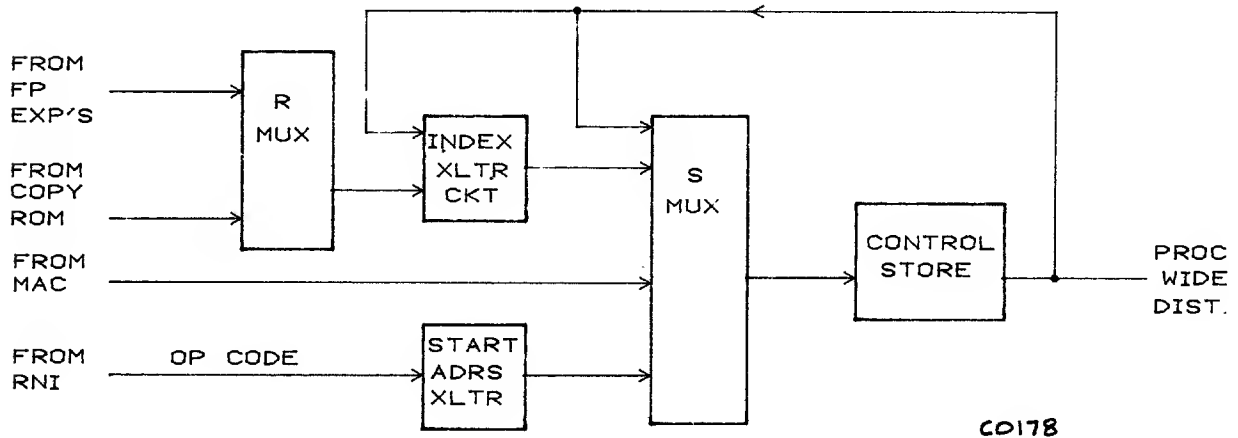 FROM
FP
EXP'S
FROM
COPY
ROM
FROM
MAC
FROM
RNI
OP CODE
R
MUX
INDEX
XLTR
CKT
START
ADRS
XLTR
S
MUX
CONTROL
STORE
PROC
WIDE
DIST.
C0178